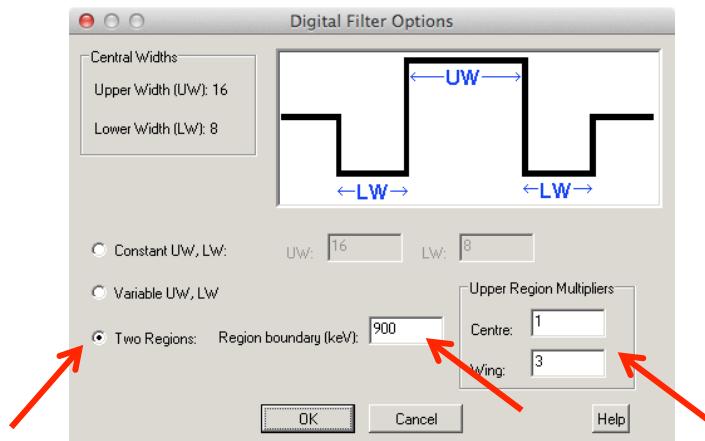 Digital Filter Options
Central Widths
Upper Width (UW): 16
Lower Width (LW): 8
←UW→
←LW→ ←LW→
Constant UW, LW: UW: 16 LW: 8
Variable UW, LW
Upper Region Multipliers
Two Regions: Region boundary (keV): 900
Centre: 1
Wing: 3
OK Cancel Help